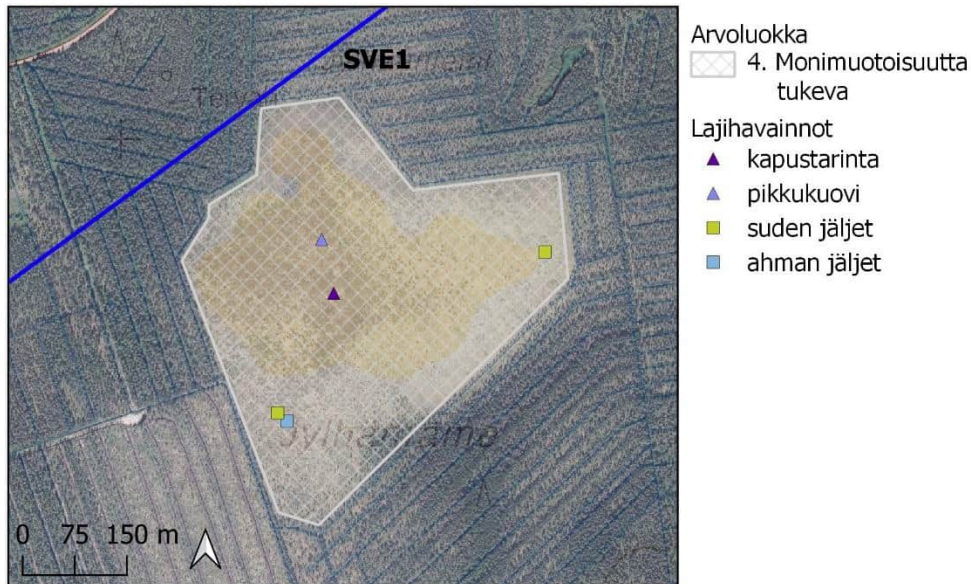 SVE1
0 75 150 m
Arvoluokka
4. Monimuotoisuutta
tukeva
Lajihavainnot
kapustarinta
pikkukuovi
suden jäljet
ahman jäljet